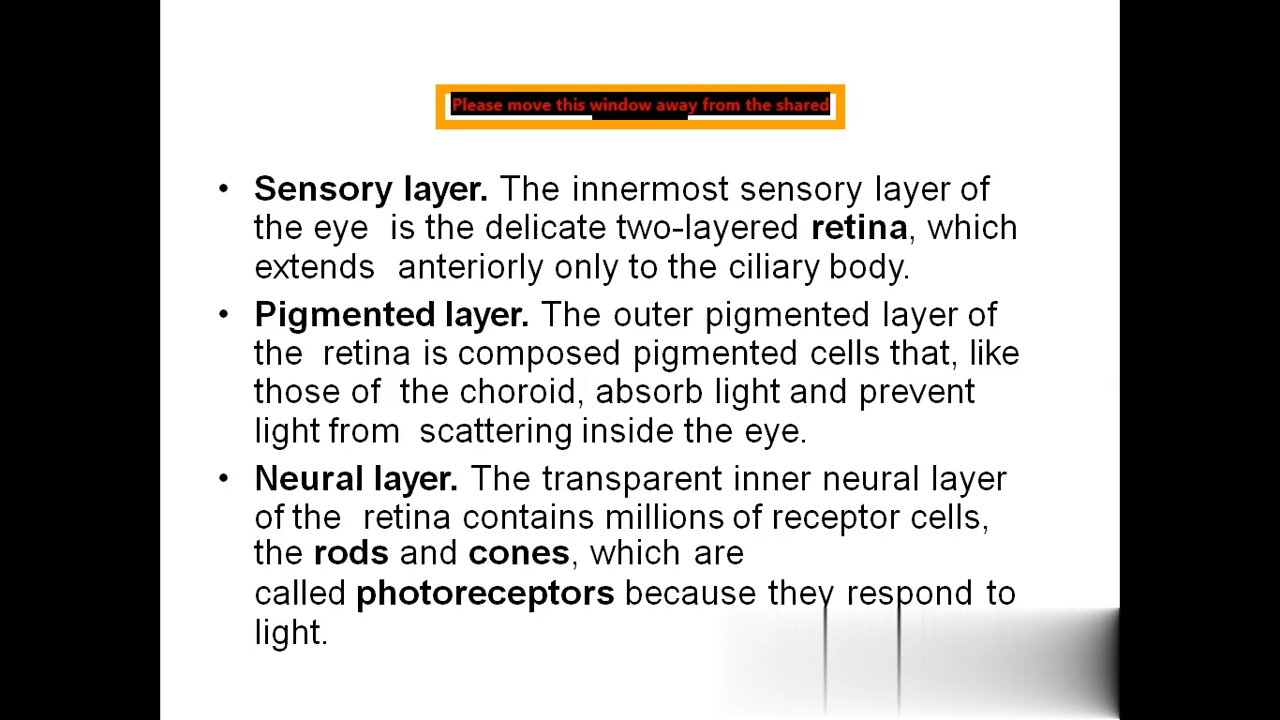 Please move this window away from the shared
• Sensory layer. The innermost sensory layer of
the eye is the delicate two-layered retina, which
extends anteriorly only to the ciliary body.
• Pigmented layer. The outer pigmented layer of
the retina is composed pigmented cells that, like
those of the choroid, absorb light and prevent
light from scattering inside the eye.
• Neural layer. The transparent inner neural layer
of the retina contains millions of receptor cells,
the rods and cones, which are
called photoreceptors because they respond to
light.